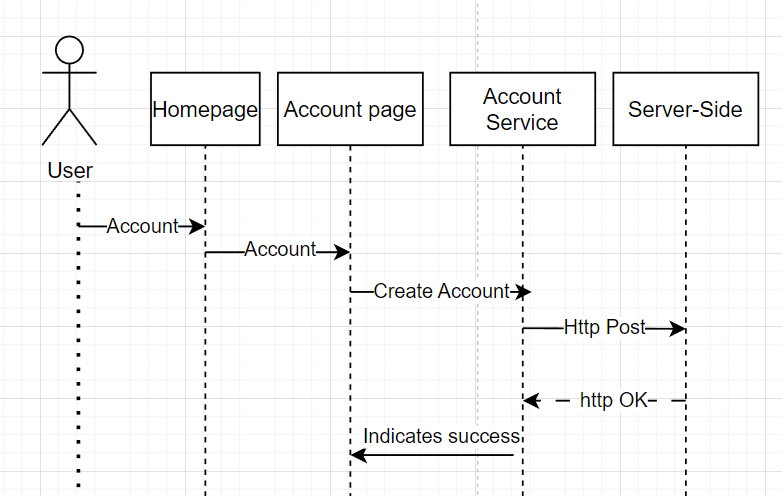 Homepage
Account page
Account
Service
Server-Side
User
Account
Account
Create Account
Http Post
http OK
Indicates success